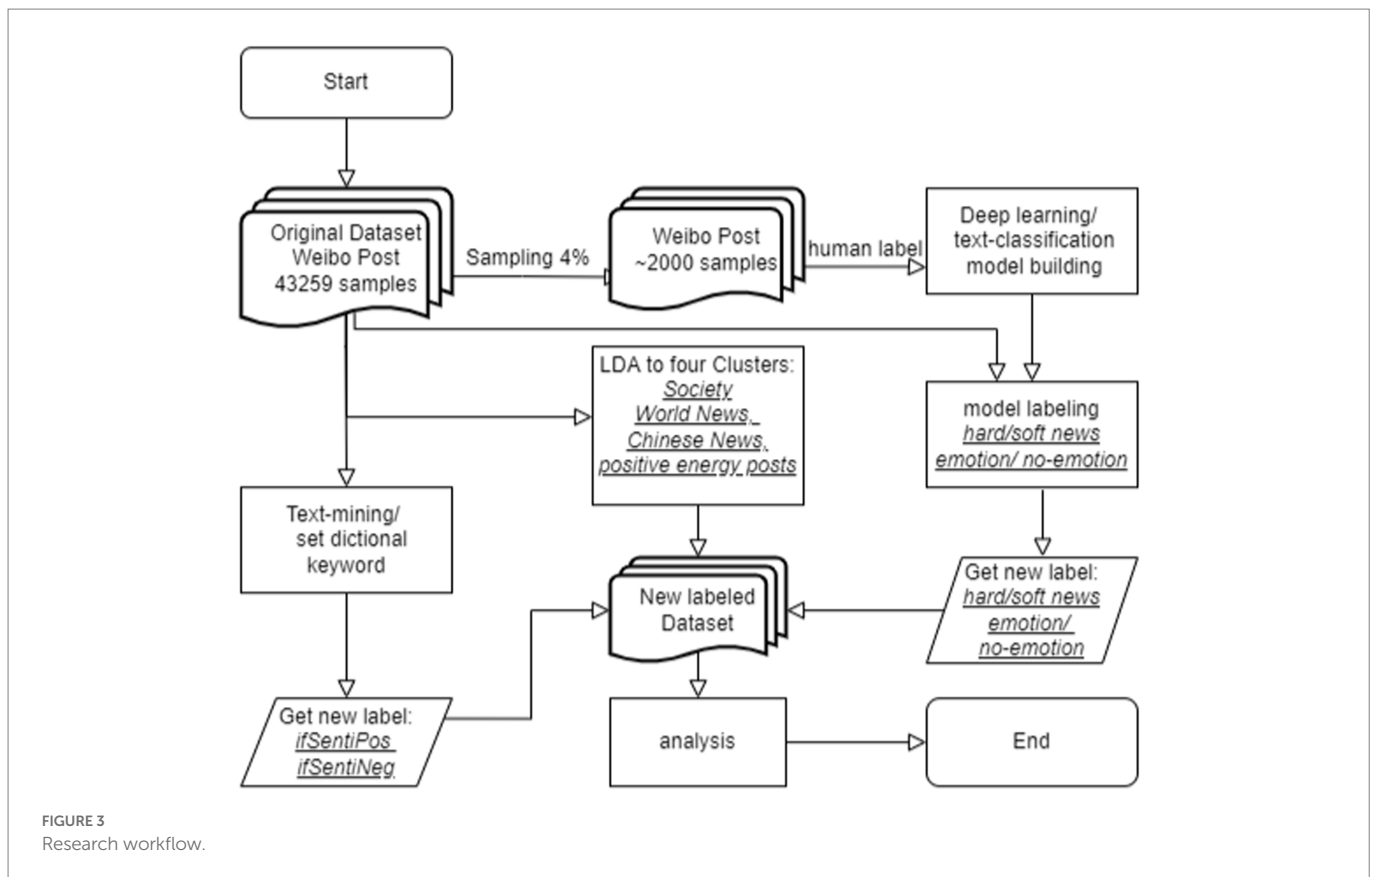 Start
Original Dataset
Weibo Post
43259 samples
Sampling 4%
Weibo Post
~2000 samples
human label
Deep learning/
text-classification
model building
LDA to four Clusters:
Society
World News,
Chinese News,
positive energy posts
model labeling
hard/soft news
emotion/ no-emotion
Text-mining/
set dictional
keyword
New labeled
Dataset
Get new label:
hard/soft news
emotion/
no-emotion
Get new label:
ifSentiPos
ifSentiNeg
analysis
End
FIGURE 3
Research workflow.